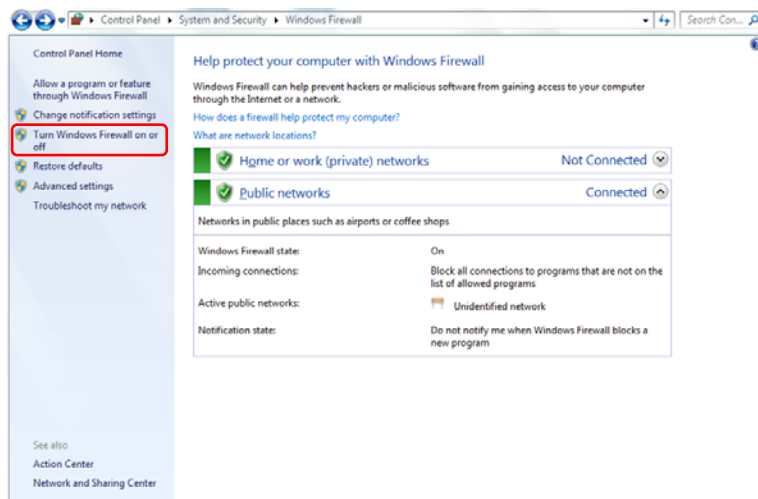 Control Panel ▸ System and Security ▸ Windows Firewall
Search Con...
Control Panel Home
Allow a program or feature
through Windows Firewall
Change notification settings
Turn Windows Firewall on or
off
Restore defaults
Advanced settings
Troubleshoot my network
See also
Action Center
Network and Sharing Center
Help protect your computer with Windows Firewall
Windows Firewall can help prevent hackers or malicious software from gaining access to your computer
through the Internet or a network.
How does a firewall help protect my computer?
What are network locations?
Home or work (private) networks Not Connected
Public networks Connected
Networks in public places such as airports or coffee shops
Windows Firewall state: On
Incoming connections: Block all connections to programs that are not on the
list of allowed programs
Active public networks: Unidentified network
Notification state: Do not notify me when Windows Firewall blocks a
new program